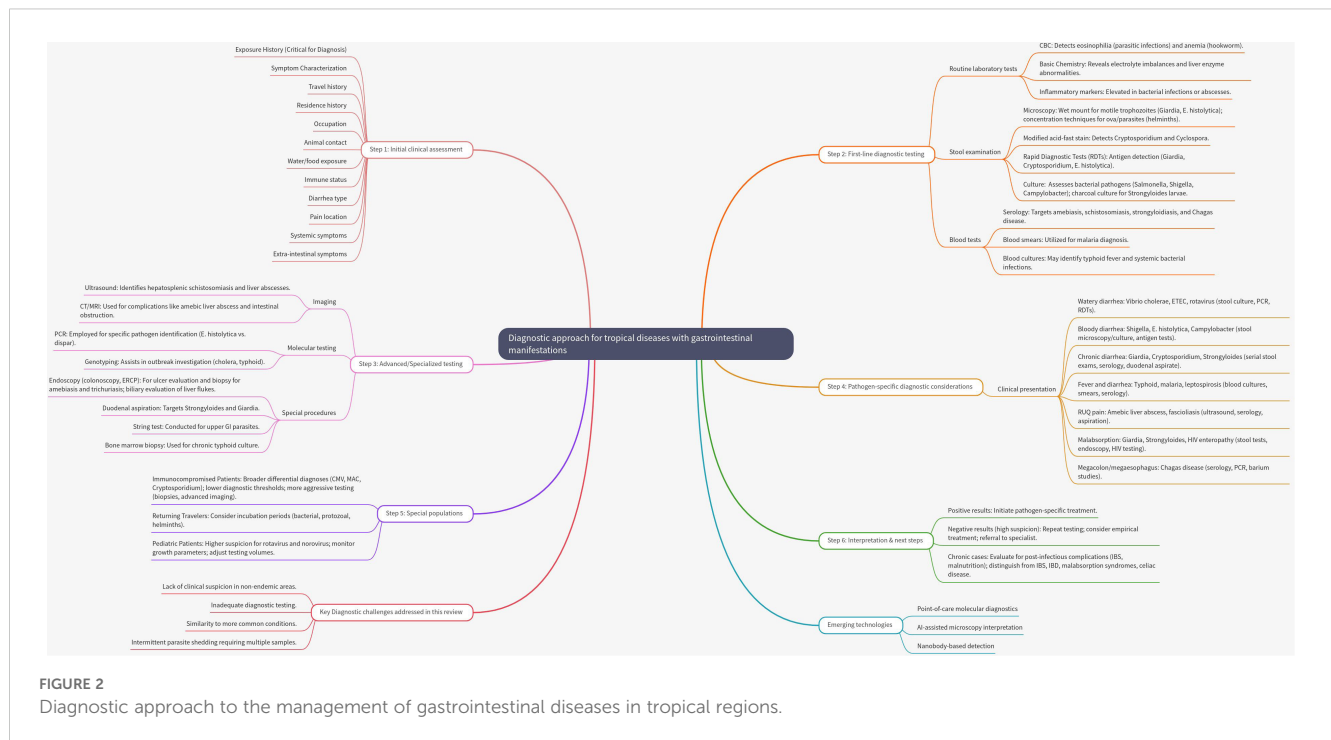 Diagnostic approach for tropical diseases with gastrointestinal
manifestations
Step 1: Initial clinical assessment
Exposure History (Critical for Diagnosis)
Symptom Characterization
Travel history
Residence history
Occupation
Animal contact
Water/food exposure
Immune status
Diarrhea type
Pain location
Systemic symptoms
Extra-intestinal symptoms
Step 2: First-line diagnostic testing
Routine laboratory tests
CBC: Detects eosinophilia (parasitic infections) and anemia (hookworm).
Basic Chemistry: Reveals electrolyte imbalances and liver enzyme
abnormalities.
Inflammatory markers: Elevated in bacterial infections or abscesses.
Stool examination
Microscopy: Wet mount for motile trophozoites (Giardia, E. histolytica);
concentration techniques for ova/parasites (helminths).
Modified acid-fast stain: Detects Cryptosporidium and Cyclospora.
Rapid Diagnostic Tests (RDTs): Antigen detection (Giardia,
Cryptosporidium, E. histolytica).
Culture: Assesses bacterial pathogens (Salmonella, Shigella,
Campylobacter); charcoal culture for Strongyloides larvae.
Blood tests
Serology: Targets amebiasis, schistosomiasis, strongyloidiasis, and Chagas
disease.
Blood smears: Utilized for malaria diagnosis.
Blood cultures: May identify typhoid fever and systemic bacterial
infections.
Step 3: Advanced/Specialized testing
Imaging
Ultrasound: Identifies hepatosplenic schistosomiasis and liver abscesses.
CT/MRI: Used for complications like amebic liver abscess and intestinal
obstruction.
Molecular testing
PCR: Employed for specific pathogen identification (E. histolytica vs.
dispar).
Genotyping: Assists in outbreak investigation (cholera, typhoid).
Special procedures
Endoscopy (colonoscopy, ERCP): For ulcer evaluation and biopsy for
amebiasis and trichuriasis; biliary evaluation of liver flukes.
Duodenal aspiration: Targets Strongyloides and Giardia.
String test: Conducted for upper GI parasites.
Bone marrow biopsy: Used for chronic typhoid culture.
Step 4: Pathogen-specific diagnostic considerations
Clinical presentation
Watery diarrhea: Vibrio cholerae, ETEC, rotavirus (stool culture, PCR,
RDTs).
Bloody diarrhea: Shigella, E. histolytica, Campylobacter (stool
microscopy/culture, antigen tests).
Chronic diarrhea: Giardia, Cryptosporidium, Strongyloides (serial stool
exams, serology, duodenal aspirate).
Fever and diarrhea: Typhoid, malaria, leptospirosis (blood cultures,
smears, serology).
RUQ pain: Amebic liver abscess, fascioliasis (ultrasound, serology,
aspiration).
Malabsorption: Giardia, Strongyloides, HIV enteropathy (stool tests,
endoscopy, HIV testing).
Megacolon/megaesophagus: Chagas disease (serology, PCR, barium
studies).
Step 5: Special populations
Immunocompromised Patients: Broader differential diagnoses (CMV, MAC,
Cryptosporidium); lower diagnostic thresholds; more aggressive testing
(biopsies, advanced imaging).
Returning Travelers: Consider incubation periods (bacterial, protozoal,
helminths).
Pediatric Patients: Higher suspicion for rotavirus and norovirus; monitor
growth parameters; adjust testing volumes.
Step 6: Interpretation & next steps
Positive results: Initiate pathogen-specific treatment.
Negative results (high suspicion): Repeat testing; consider empirical
treatment; referral to specialist.
Chronic cases: Evaluate for post-infectious complications (IBS,
malnutrition); distinguish from IBS, IBD, malabsorption syndromes, celiac
disease.
Key Diagnostic challenges addressed in this review
Lack of clinical suspicion in non-endemic areas.
Inadequate diagnostic testing.
Similarity to more common conditions.
Intermittent parasite shedding requiring multiple samples.
Emerging technologies
Point-of-care molecular diagnostics
AI-assisted microscopy interpretation
Nanobody-based detection
FIGURE 2
Diagnostic approach to the management of gastrointestinal diseases in tropical regions.